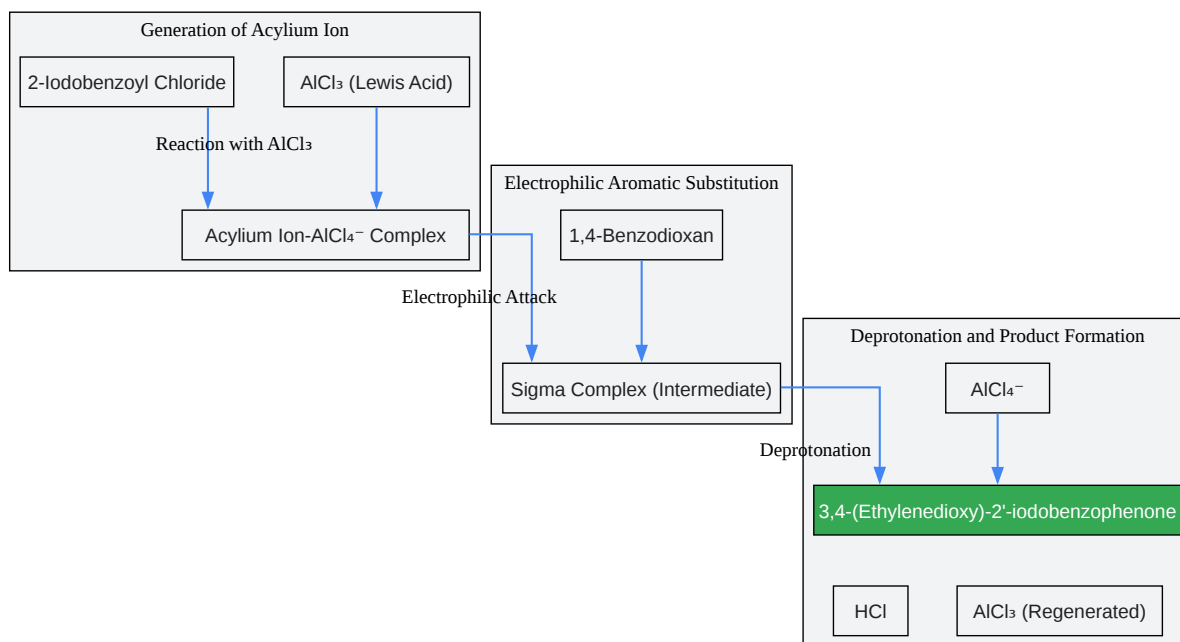 Generation of Acylium Ion
2-Iodobenzoyl Chloride
AlCl₃ (Lewis Acid)
Reaction with AlCl₃
Acylium Ion-AlCl₄⁻ Complex
Electrophilic Aromatic Substitution
1,4-Benzodioxan
Electrophilic Attack
Sigma Complex (Intermediate)
Deprotonation and Product Formation
AlCl₄⁻
Deprotonation
3,4-(Ethylenedioxy)-2'-iodobenzophenone
HCl
AlCl₃ (Regenerated)